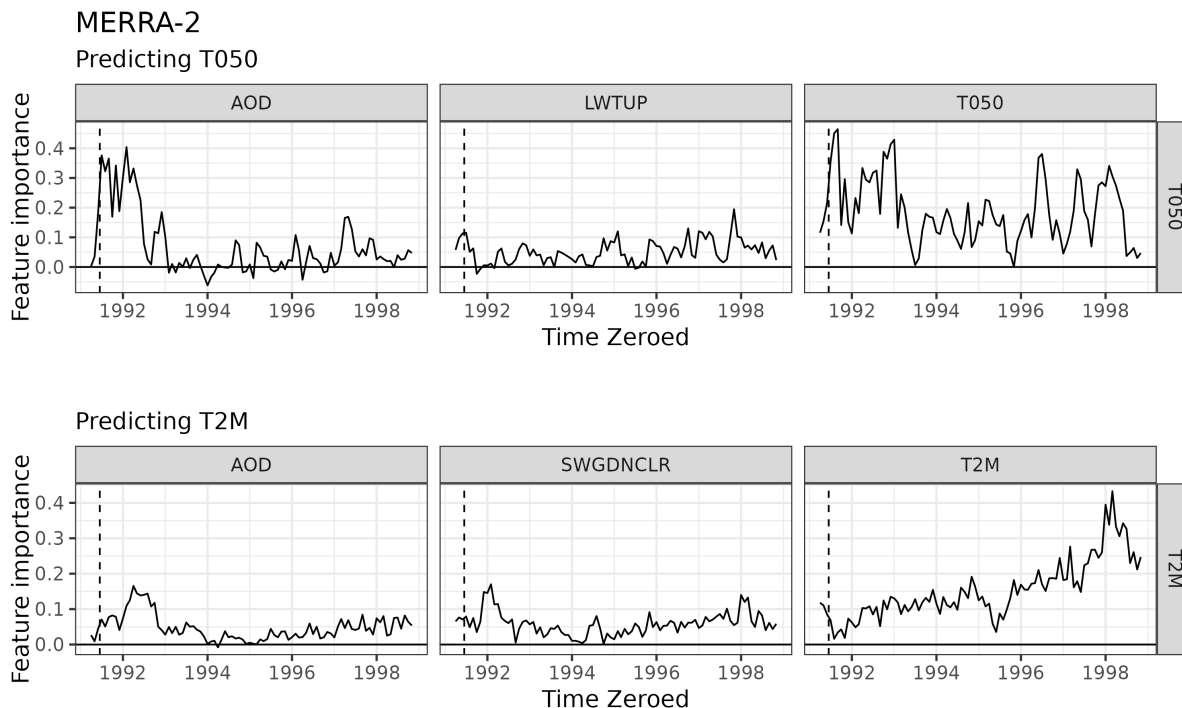 MERRA-2
Predicting T050
AOD LWTUP T050
Feature importance
0.4
0.3
0.2
0.1
0.0
T050
1992 1994 1996 1998 1992 1994 1996 1998 1992 1994 1996 1998
Time Zeroed
Predicting T2M
AOD SWGDNCLR T2M
Feature importance
0.4
0.3
0.2
0.1
0.0
T2M
1992 1994 1996 1998 1992 1994 1996 1998 1992 1994 1996 1998
Time Zeroed